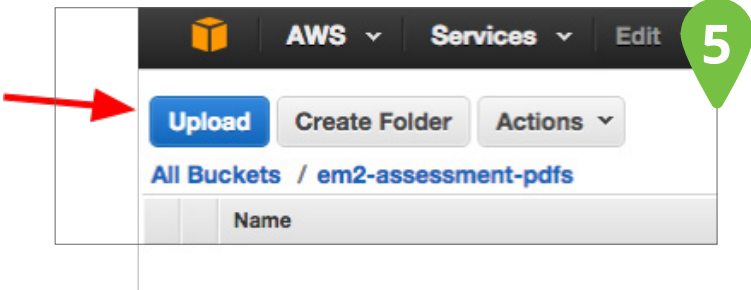 AWS Services Edit 5
Upload Create Folder Actions
All Buckets / em2-assessment-pdfs
Name